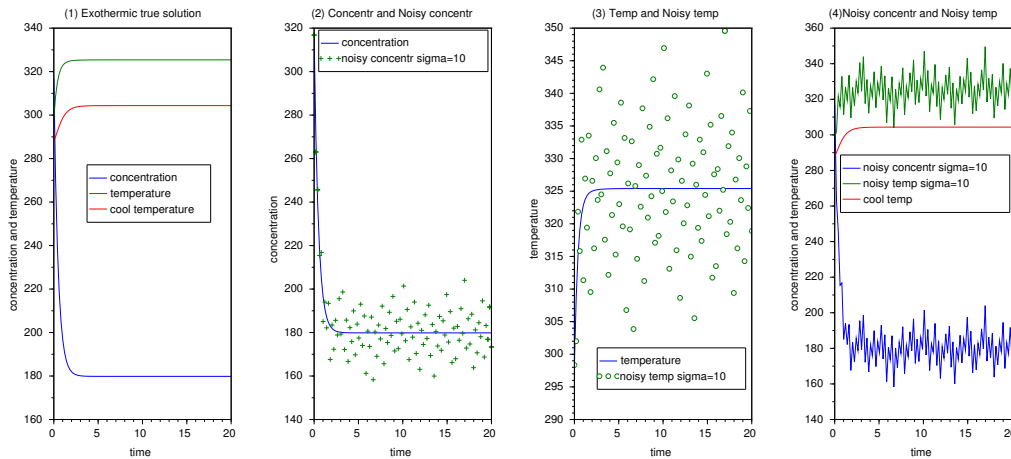 (1) Exothermic true solution
concentration and temperature
340
320
300
280
260
240
220
200
180
160
concentration
temperature
cool temperature
0
5
10
15
20
time
(2) Concentr and Noisy concentr
concentration
320
300
280
260
240
220
200
180
160
140
concentration
noisy concentr sigma=10
0
5
10
15
20
time
(3) Temp and Noisy temp
temperature
350
345
340
335
330
325
320
315
310
305
300
295
290
temperature
noisy temp sigma=10
0
5
10
15
20
time
(4)Noisy concentr and Noisy temp
concentration and temperature
360
340
320
300
280
260
240
220
200
180
160
140
noisy concentr sigma=10
noisy temp sigma=10
cool temp
0
5
10
15
20
time